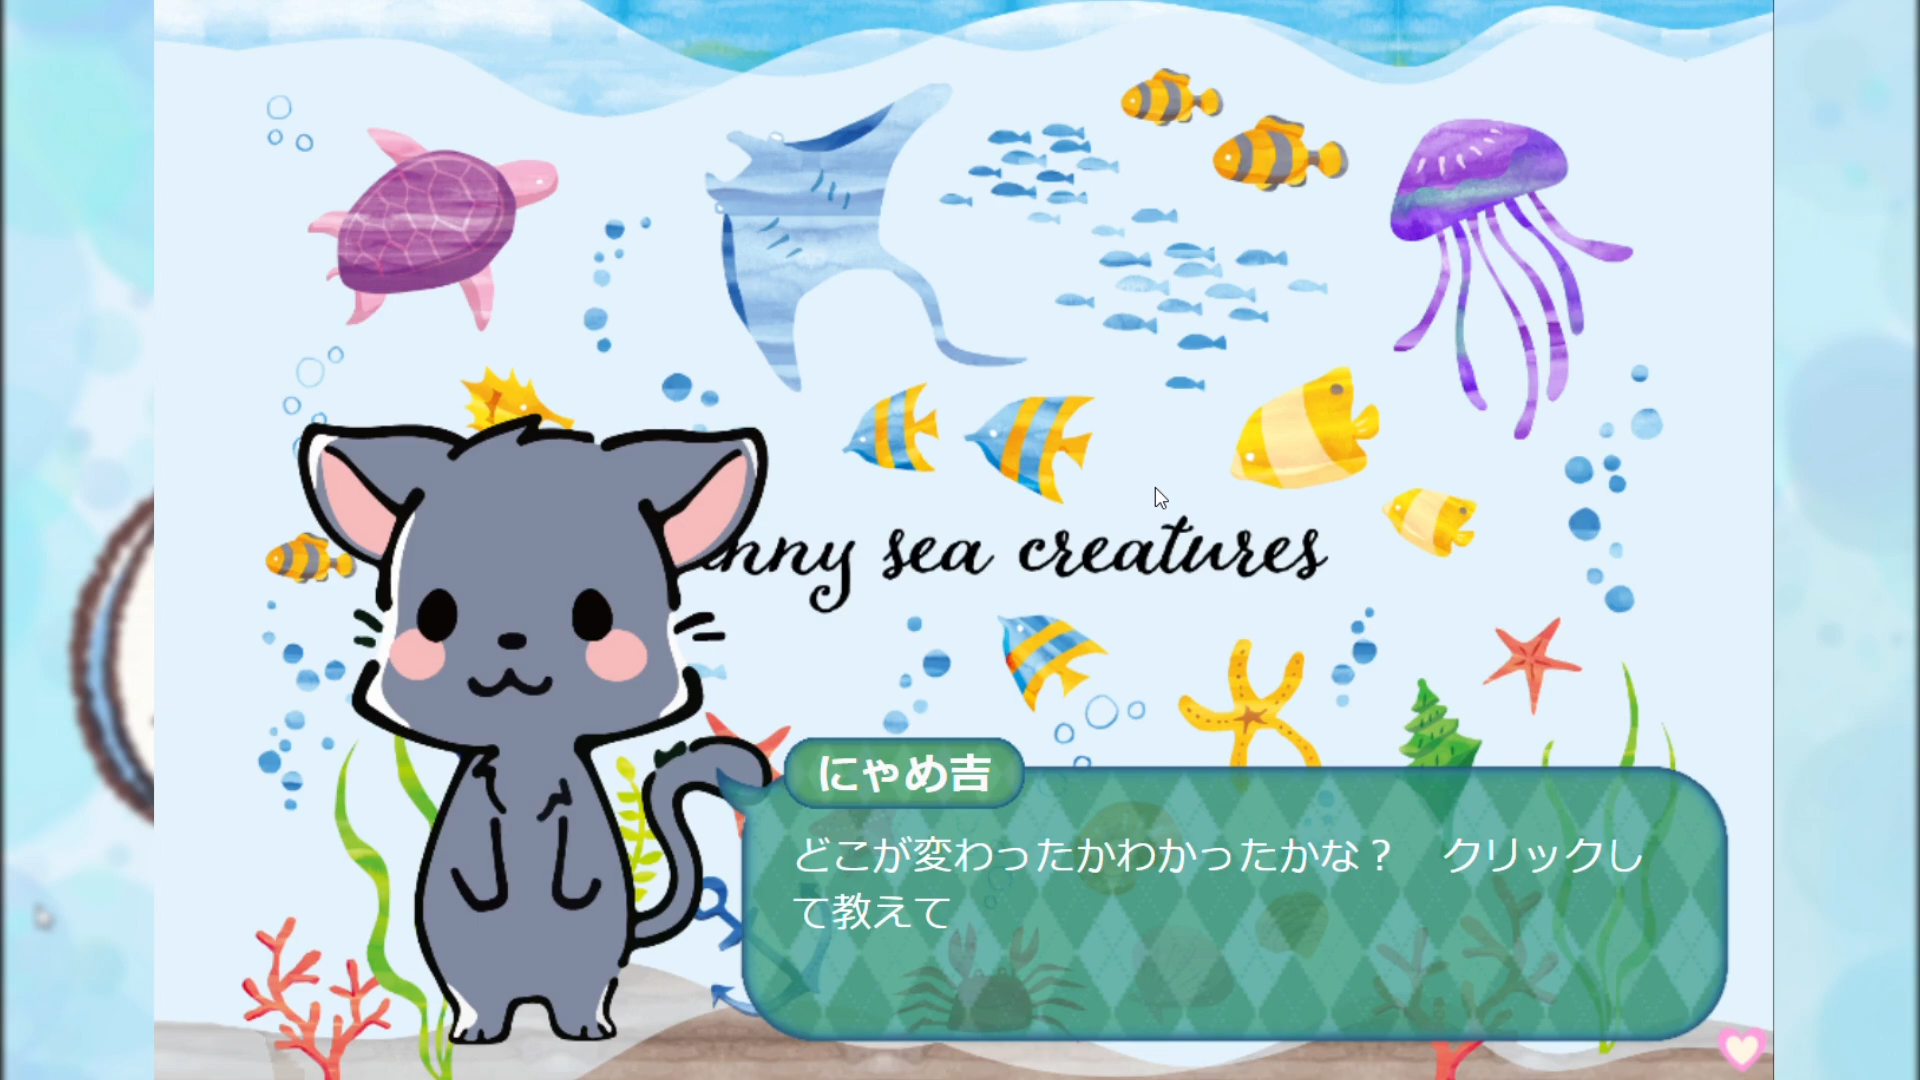 nny sea creatures
にゃめ吉
どこが変わったかわかったかな？　クリックし
て教えて